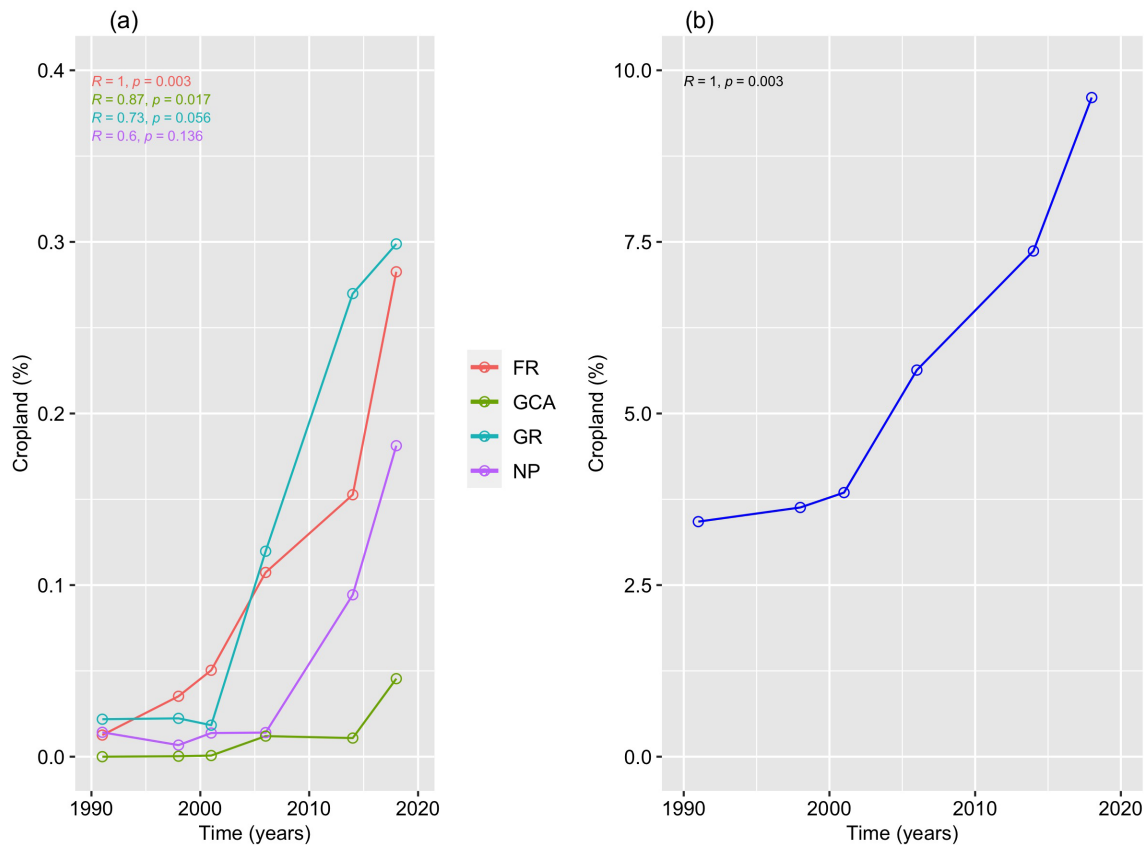 (a)
0.4
R = 1, p = 0.003
R = 0.87, p = 0.017
R = 0.73, p = 0.056
R = 0.6, p = 0.136
0.3
0.2
0.1
0.0
Cropland (%)
1990 2000 2010 2020
Time (years)
FR
GCA
GR
NP
(b)
10.0
R = 1, p = 0.003
7.5
5.0
2.5
0.0
Cropland (%)
1990 2000 2010 2020
Time (years)